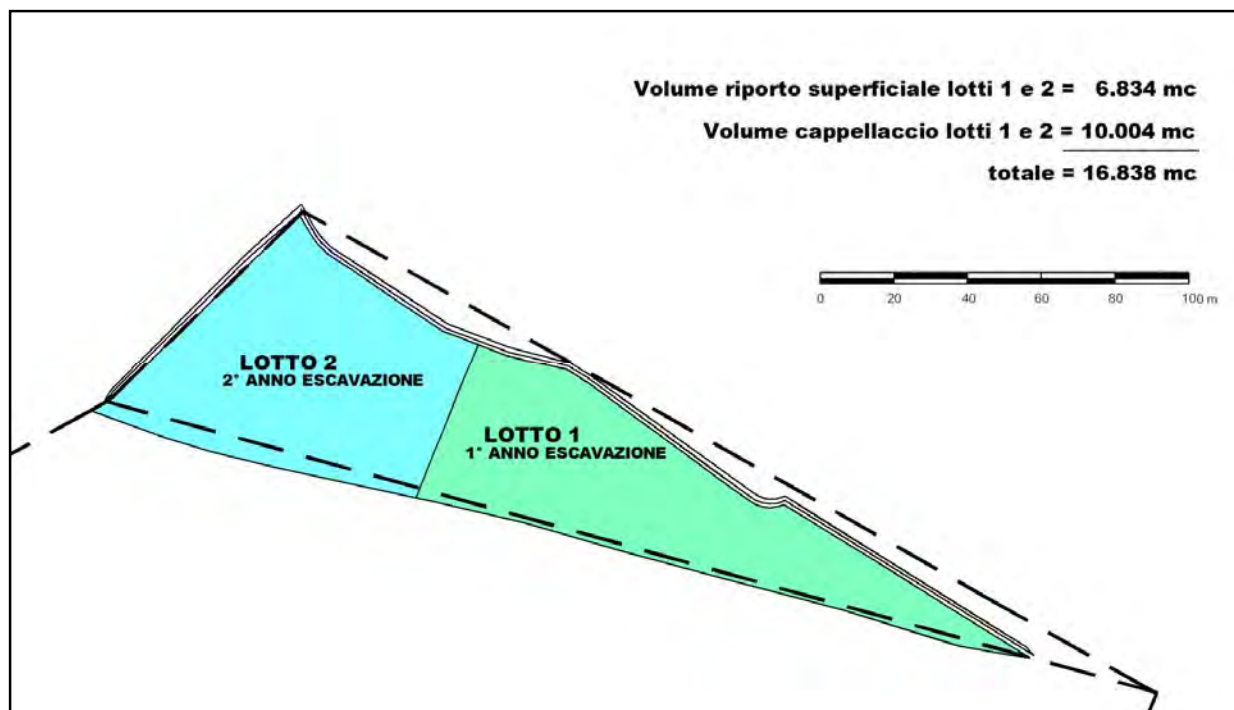 Volume riporto superficiale lotti 1 e 2 = 6.834 mc
Volume cappellaccio lotti 1 e 2 = 10.004 mc
totale = 16.838 mc
0 20 40 60 80 100 m
LOTTO 2
2° ANNO ESCAVAZIONE
LOTTO 1
1° ANNO ESCAVAZIONE